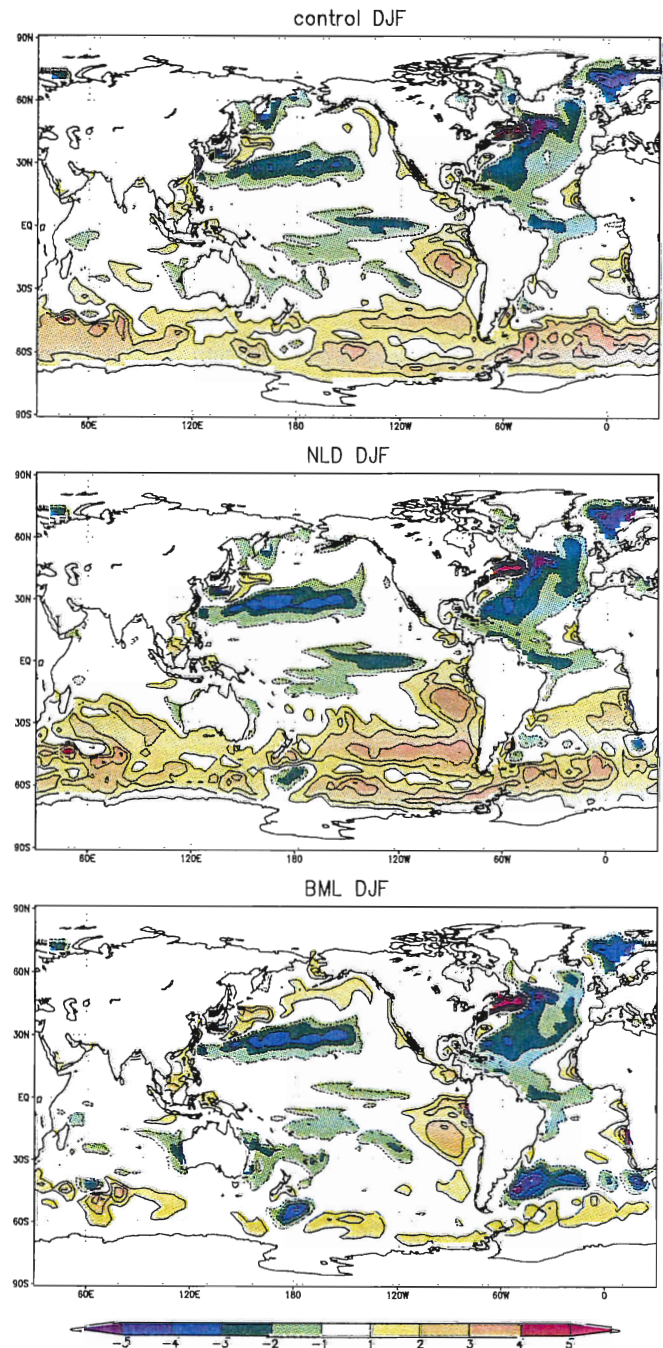 control DJF
90N
60N
30N
EQ
30S
60S
90S
60E 120E 180 120W 60W 0
NLD DJF
90N
60N
30N
EQ
30S
60S
90S
60E 120E 180 120W 60W 0
BML DJF
90N
60N
30N
EQ
30S
60S
90S
60E 120E 180 120W 60W 0
-5 -4 -3 -2 -1 1 2 3 4 5